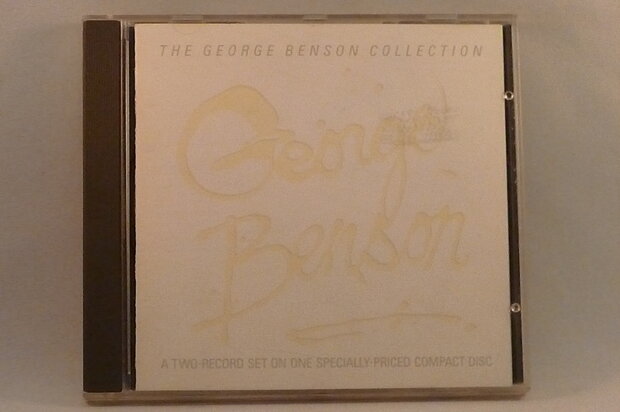 THE GEORGE BENSON COLLECTION
George
Benson
A TWO-RECORD SET ON ONE SPECIALLY-PRICED COMPACT DISC